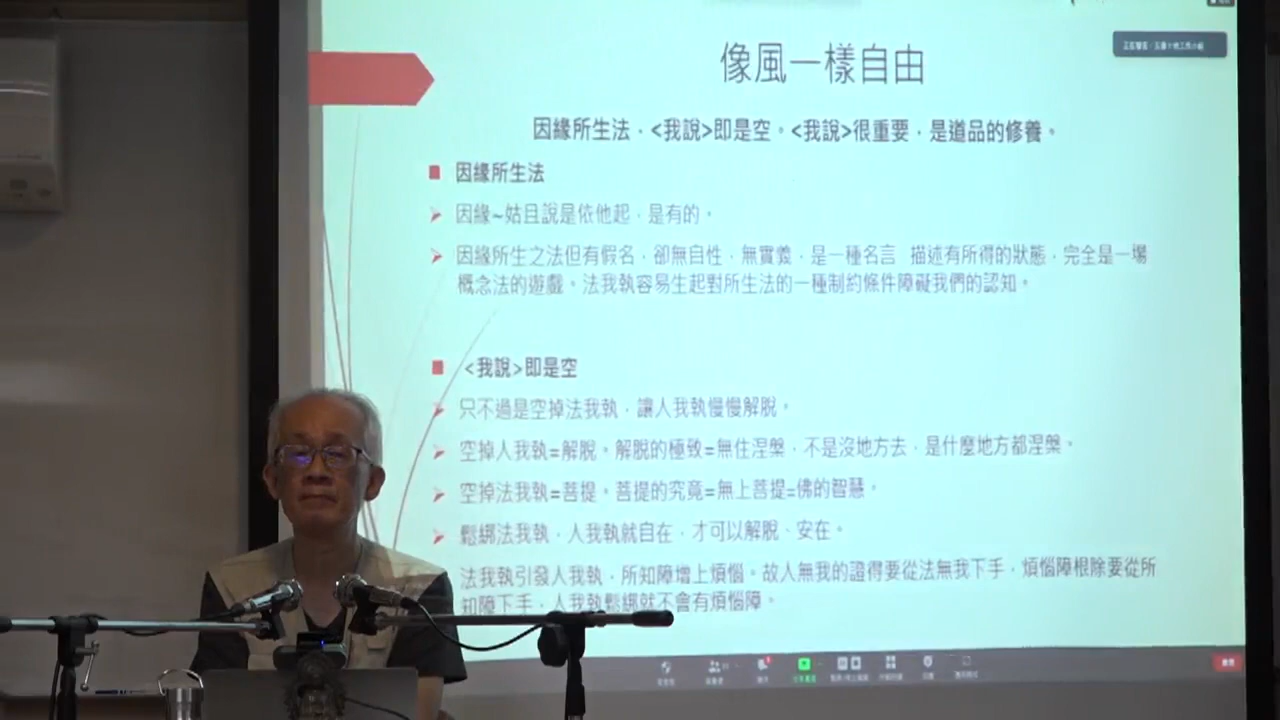 像風一樣自由
因緣所生法，<我說>即是空。<我說>很重要，是道品的修養。
因緣所生法
因緣~姑且說是依他起，是有的。
因緣所生之法但有假名，卻無自性，無實義，是一種名言 描述有所得的狀態，完全是一場
概念法的遊戲。法我執容易生起對所生法的一種制約條件障礙我們的認知。
<我說>即是空
只不過是空掉法我執，讓人我執慢慢解脫。
空掉人我執=解脫。解脫的極致=無住涅槃，不是沒地方去，是什麼地方都涅槃。
空掉法我執=菩提。菩提的究竟=無上菩提=佛的智慧。
鬆綁法我執，人我執就自在，才可以解脫、安在。
法我執引發人我執，所知障增上煩惱。故人無我的證得要從法無我下手，煩惱障根除要從所
知障下手，人我執鬆綁就不會有煩惱障。